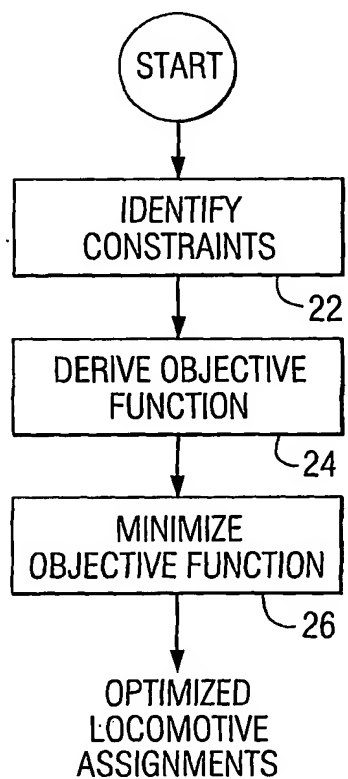 START
IDENTIFY
CONSTRAINTS
22
DERIVE OBJECTIVE
FUNCTION
24
MINIMIZE
OBJECTIVE FUNCTION
26
OPTIMIZED
LOCOMOTIVE
ASSIGNMENTS